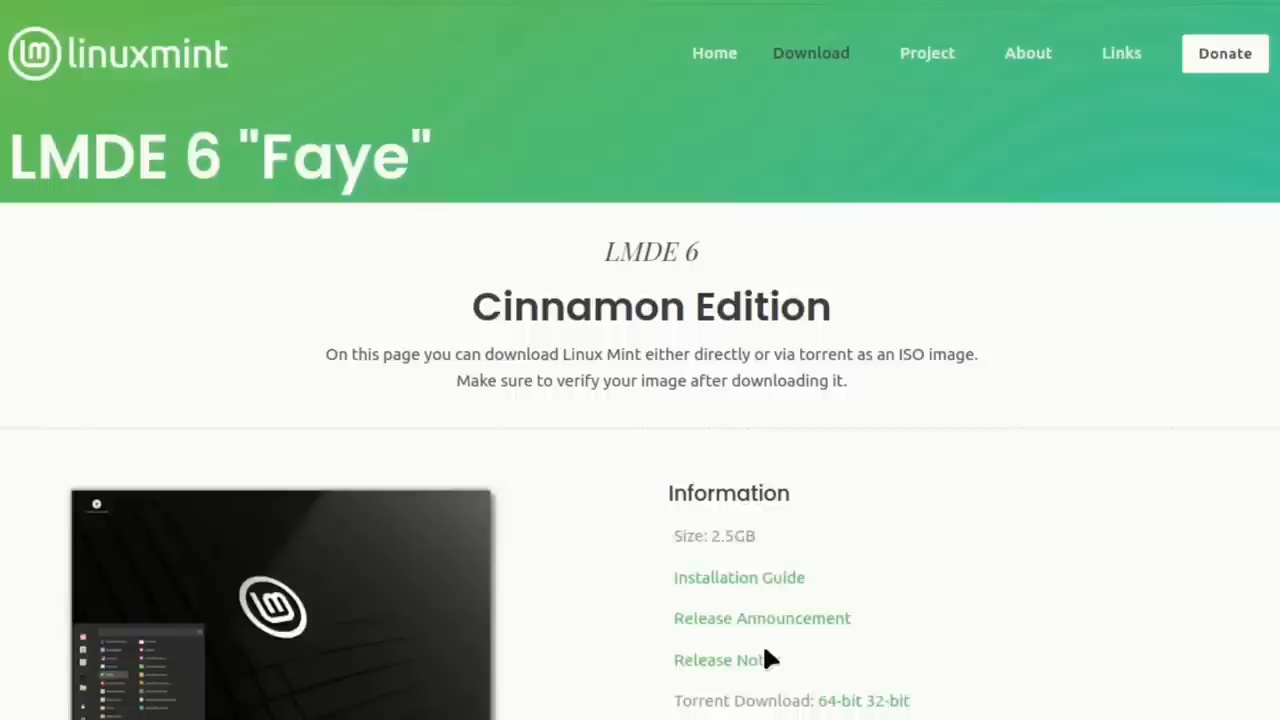 linuxmint
Home Download Project About Links Donate
LMDE 6 "Faye"
LMDE 6
Cinnamon Edition
On this page you can download Linux Mint either directly or via torrent as an ISO image.
Make sure to verify your image after downloading it.
Information
Size: 2.5GB
Installation Guide
Release Announcement
Release Not
Torrent Download: 64-bit 32-bit